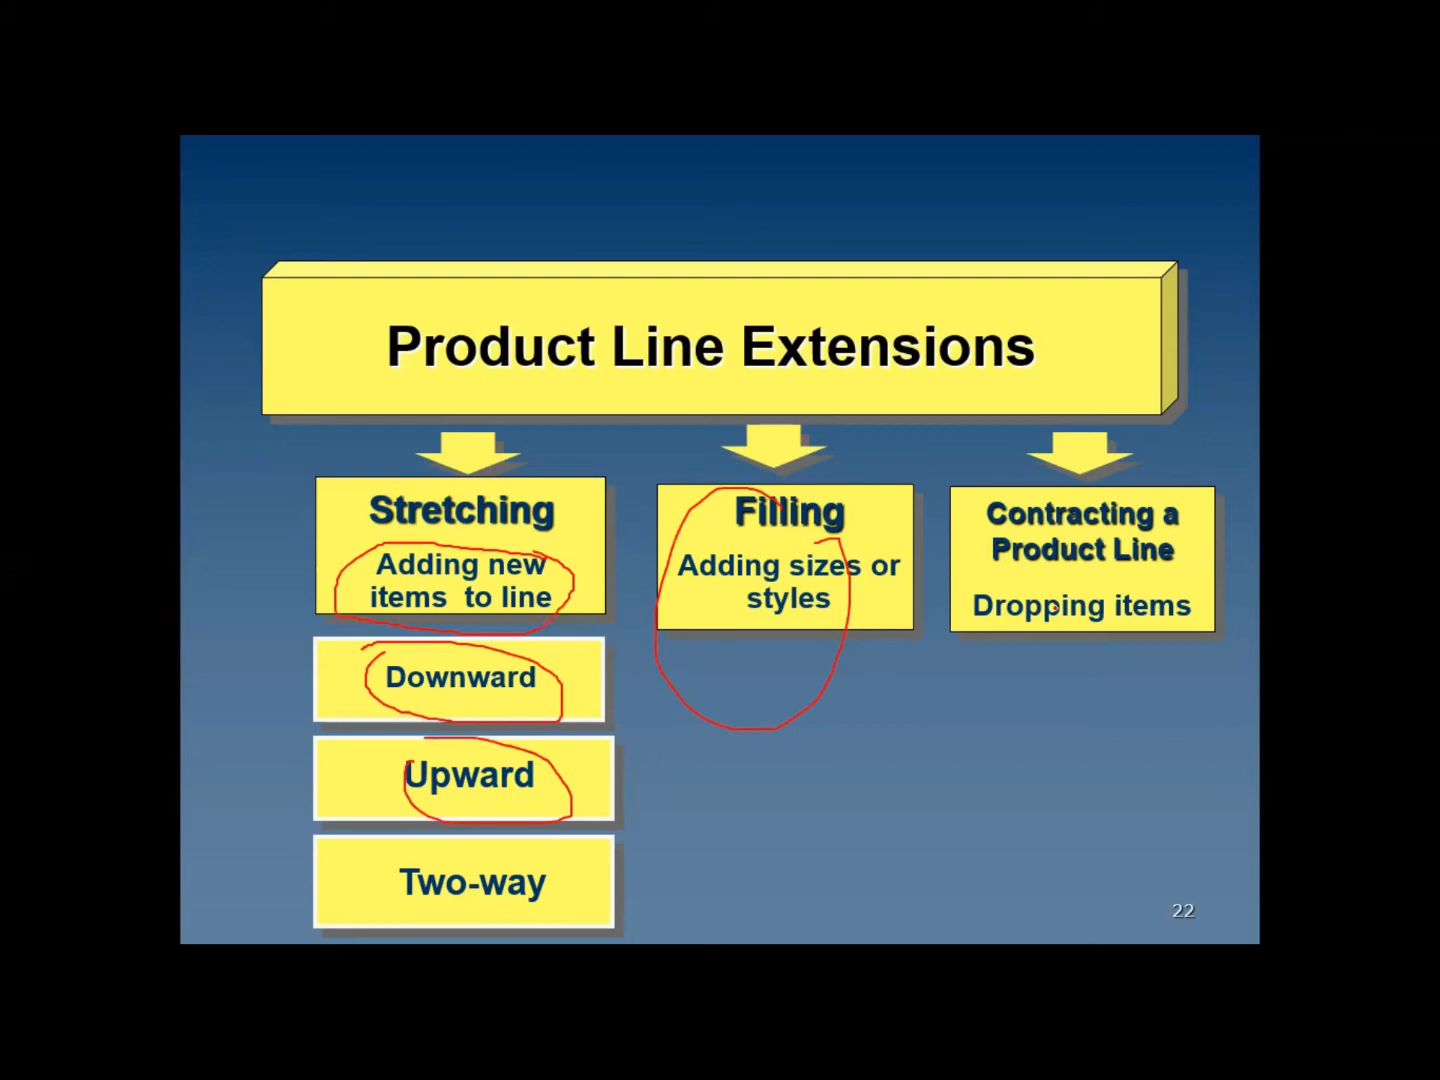 Product Line Extensions
Stretching
Adding new
items to line
Downward
Upward
Two-way
Filling
Adding sizes or
styles
Contracting a
Product Line
Dropping items
22